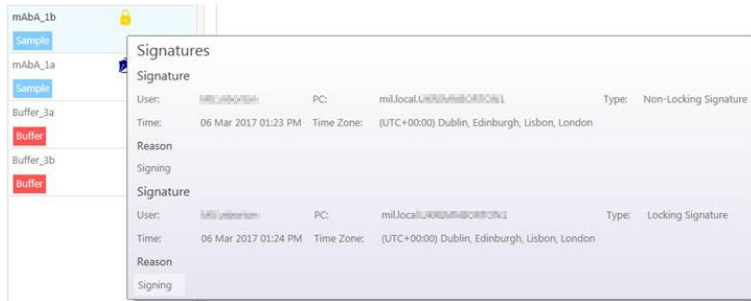 mAbA_1b
Sample
mAbA_1a
Sample
Buffer_3a
Buffer
Buffer_3b
Buffer
Signatures
Signature
User: PC: Type: Non-Locking Signature
Time: 06 Mar 2017 01:23 PM Time Zone: (UTC+00:00) Dublin, Edinburgh, Lisbon, London
Reason
Signing
Signature
User: PC: Type: Locking Signature
Time: 06 Mar 2017 01:24 PM Time Zone: (UTC+00:00) Dublin, Edinburgh, Lisbon, London
Reason
Signing